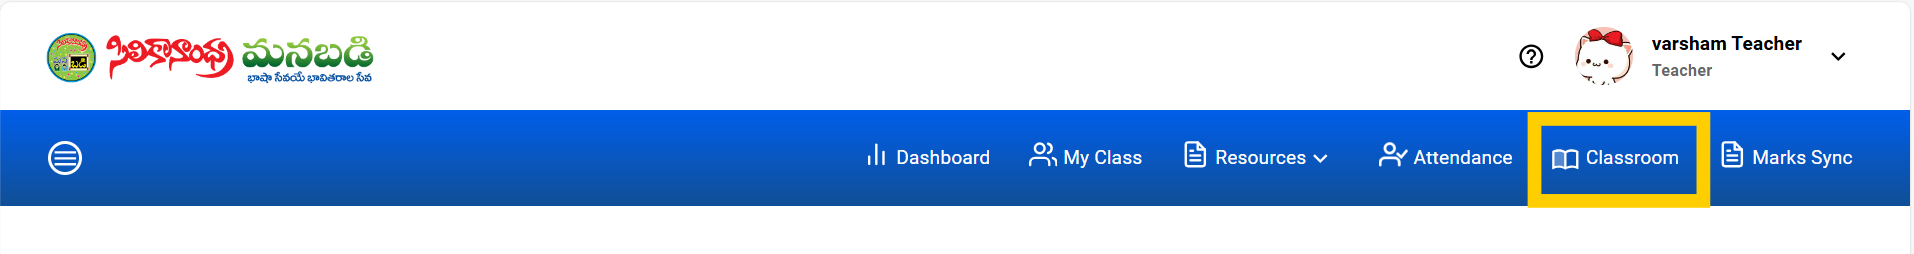 సిలికానాంధ్ర మనబడి
భాషా సేవయే భావితరాల సేవ
varsham Teacher
Teacher
Dashboard
My Class
Resources
Attendance
Classroom
Marks Sync